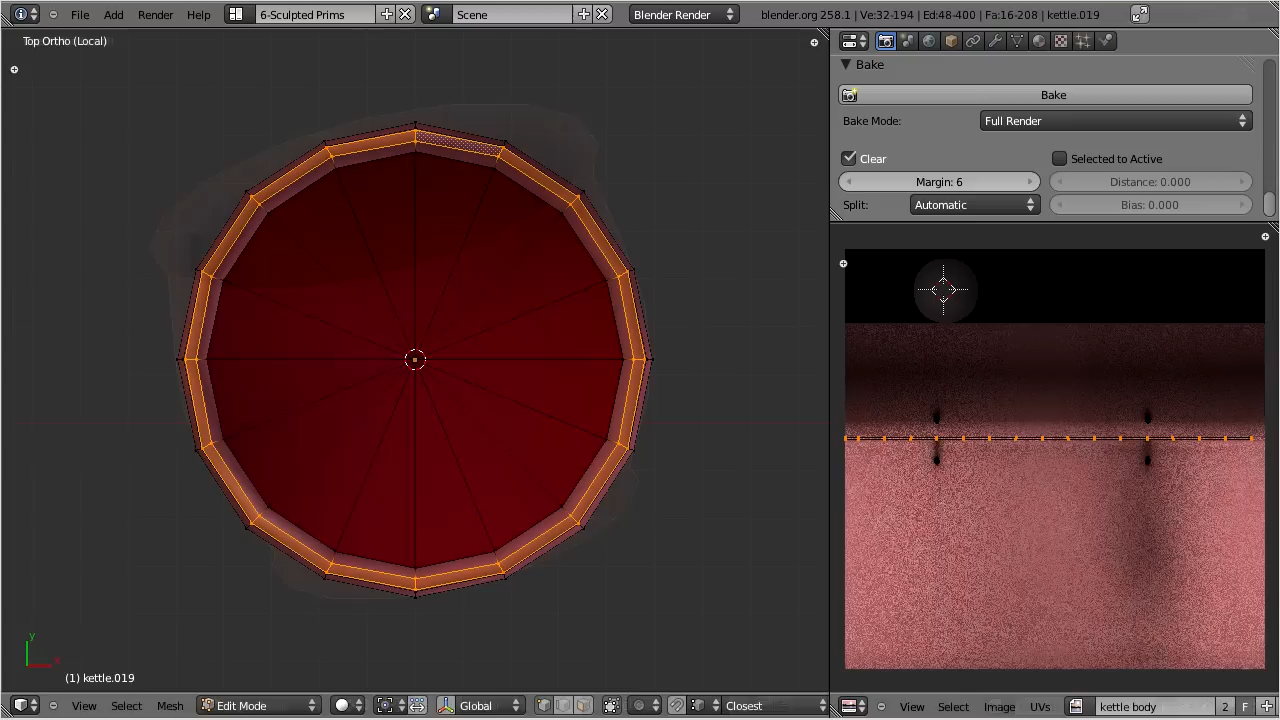 File Add Render Help 6-Sculpted Prims Scene Blender Render blender.org 258.1 | Ve:32-194 | Ed:48-400 | Fa:16-208 | kettle.019
Top Ortho (Local)
Bake
Bake
Bake Mode: Full Render
Clear Selected to Active
Margin: 6 Distance: 0.000
Split: Automatic Bias: 0.000
y
x
(1) kettle.019
View Select Mesh Edit Mode Global Closest
View Select Image UVs kettle body 2 F